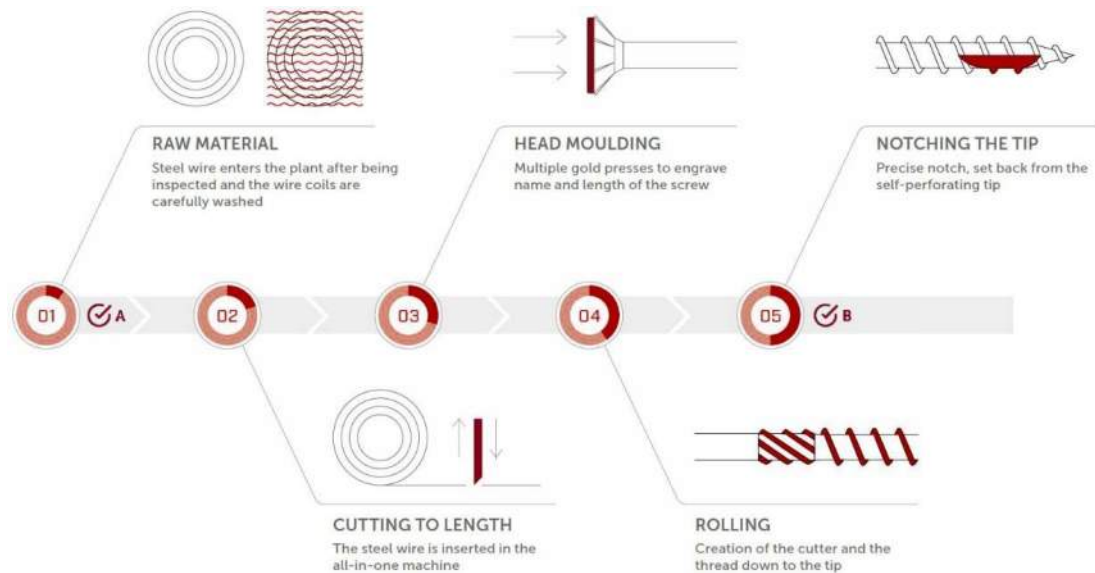 RAW MATERIAL
Steel wire enters the plant after being
inspected and the wire coils are
carefully washed
HEAD MOULDING
Multiple gold presses to engrave
name and length of the screw
NOTCHING THE TIP
Precise notch, set back from the
self-perforating tip
01
A
02
03
04
05
B
CUTTING TO LENGTH
The steel wire is inserted in the
all-in-one machine
ROLLING
Creation of the cutter and the
thread down to the tip